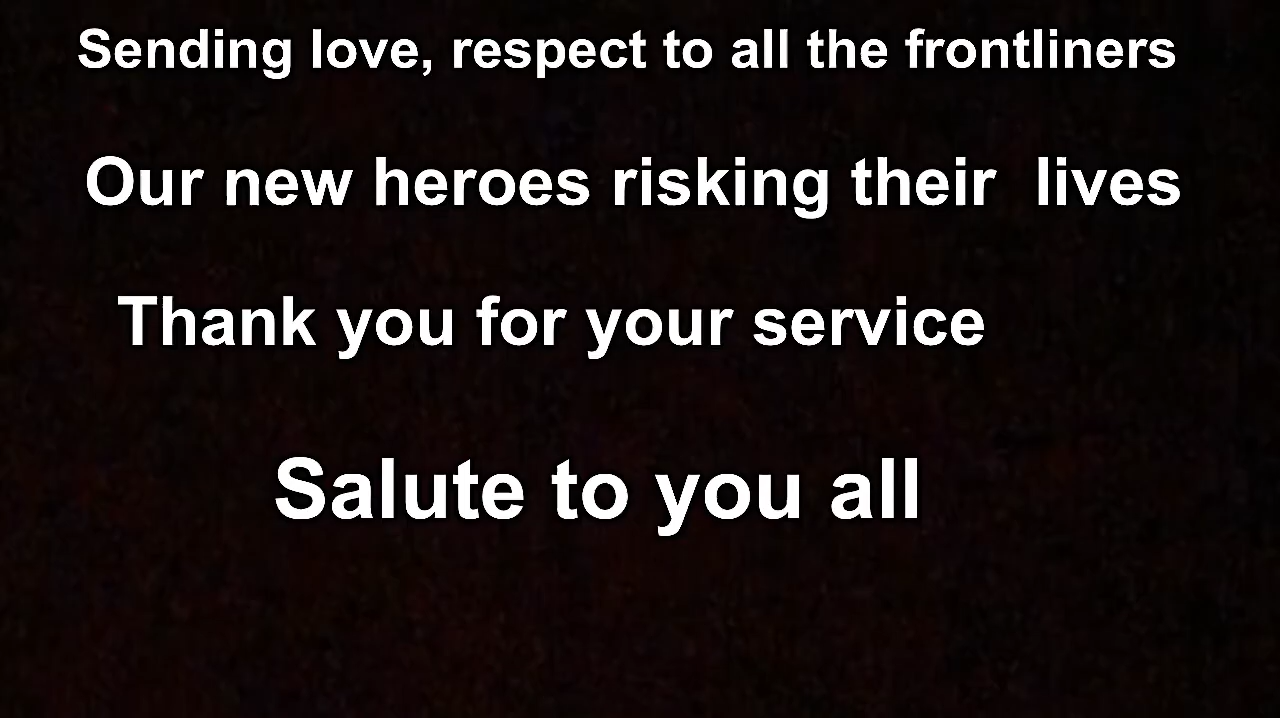 Sending love, respect to all the frontliners
Our new heroes risking their  lives
Thank you for your service
Salute to you all